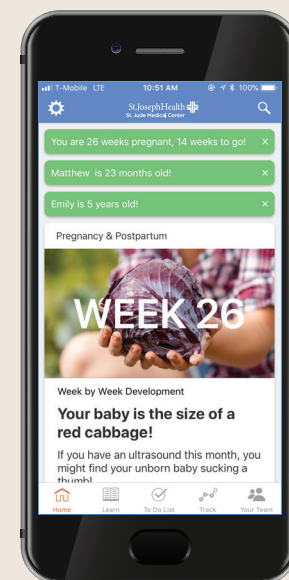 T-Mobile LTE 10:51 AM 100%
St.JosephHealth
St. Jude Medical Center
You are 26 weeks pregnant, 14 weeks to go! ×
Matthew is 23 months old! ×
Emily is 5 years old! ×
Pregnancy & Postpartum
WEEK 26
Week by Week Development
Your baby is the size of a
red cabbage!
If you have an ultrasound this month, you
might find your unborn baby sucking a
thumb!
Home Learn To Do List Track Your Team